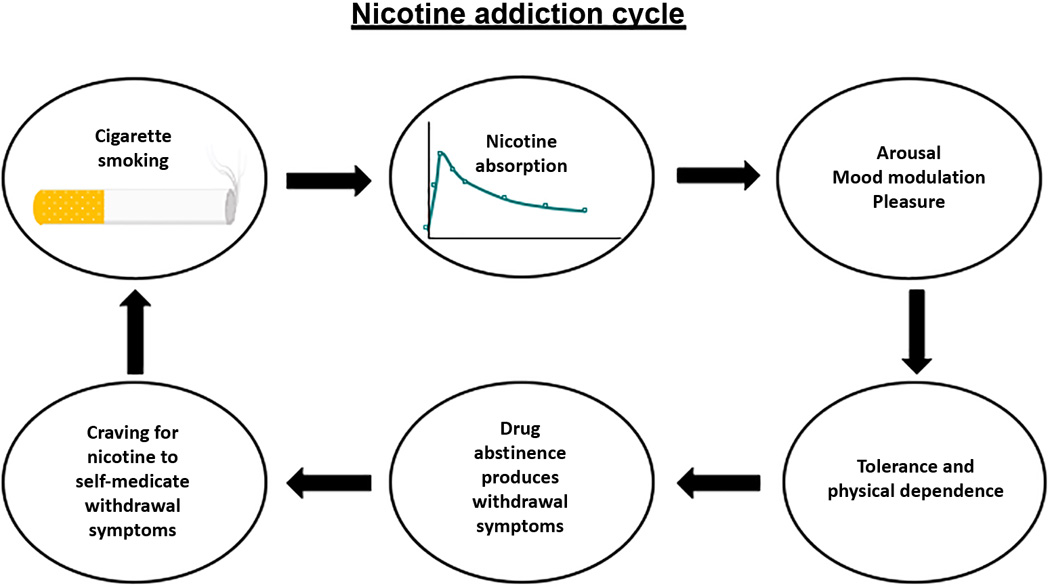 Nicotine addiction cycle
Cigarette
smoking
Nicotine
absorption
Arousal
Mood modulation
Pleasure
Tolerance and
physical dependence
Drug
abstinence
produces
withdrawal
symptoms
Craving for
nicotine to
self-medicate
withdrawal
symptoms